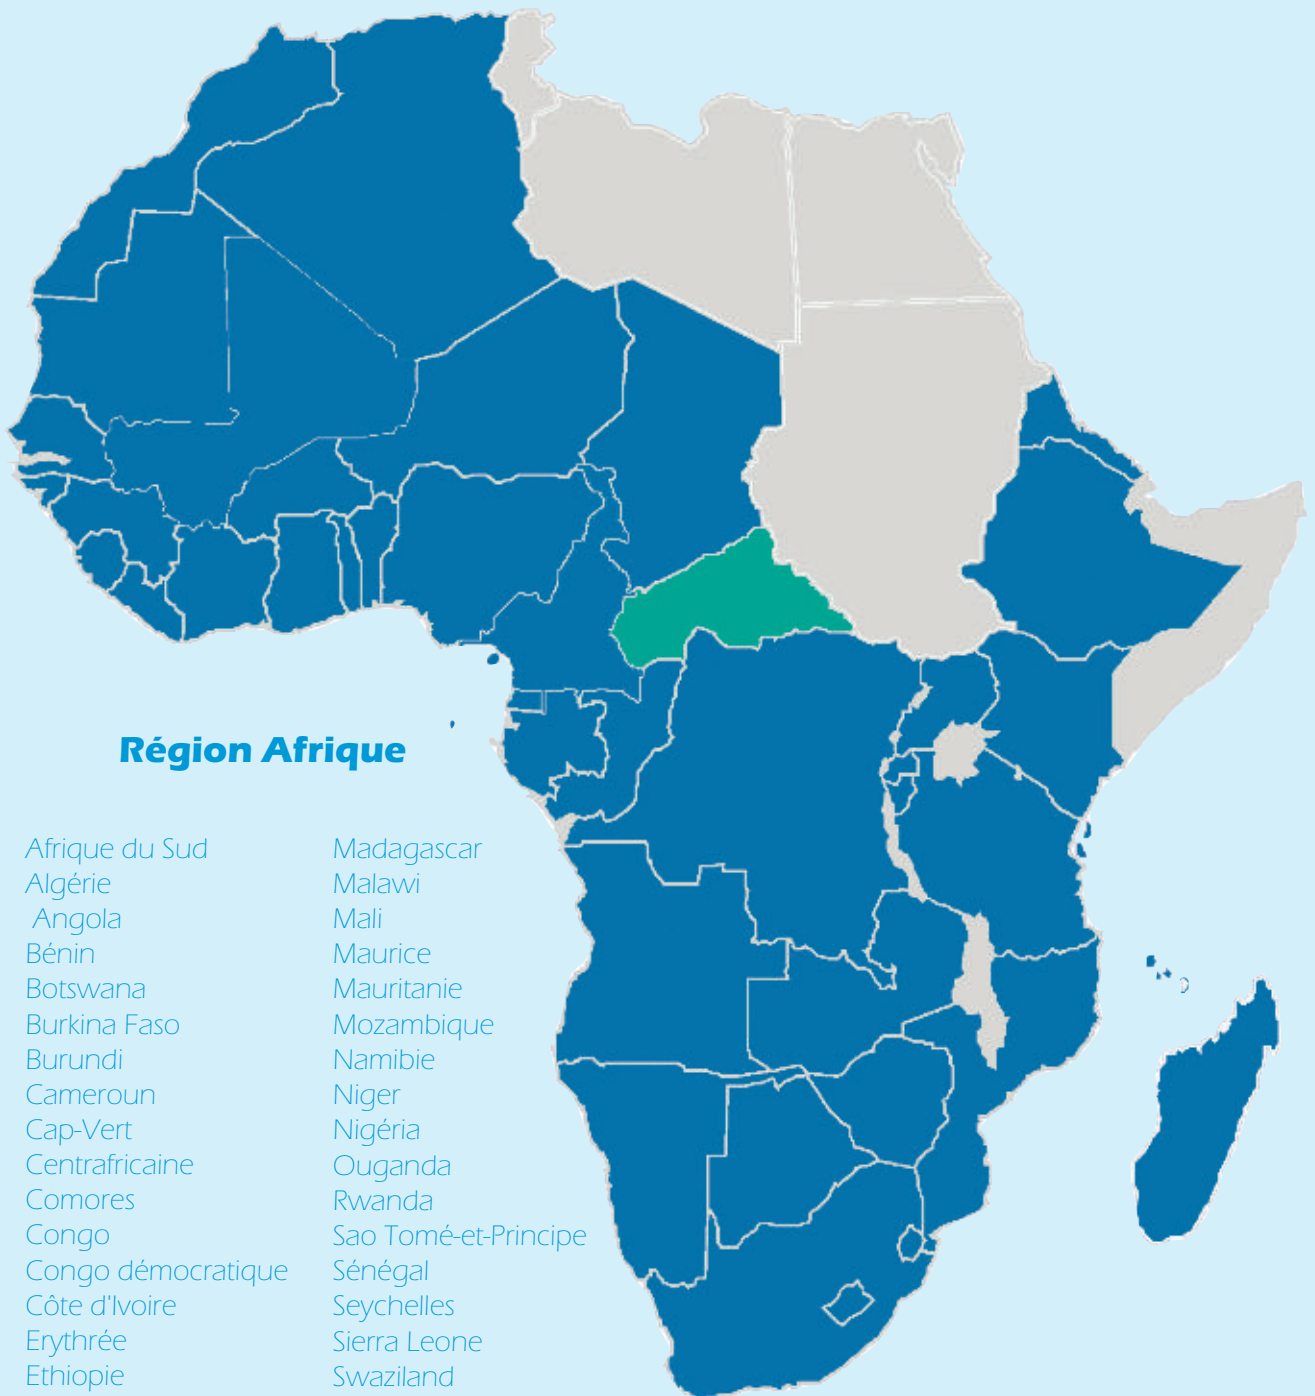 Région Afrique
Afrique du Sud
Algérie
Angola
Bénin
Botswana
Burkina Faso
Burundi
Cameroun
Cap-Vert
Centrafricaine
Comores
Congo
Congo démocratique
Côte d'Ivoire
Erythrée
Ethiopie
Madagascar
Malawi
Mali
Maurice
Mauritanie
Mozambique
Namibie
Niger
Nigéria
Ouganda
Rwanda
Sao Tomé-et-Principe
Sénégal
Seychelles
Sierra Leone
Swaziland